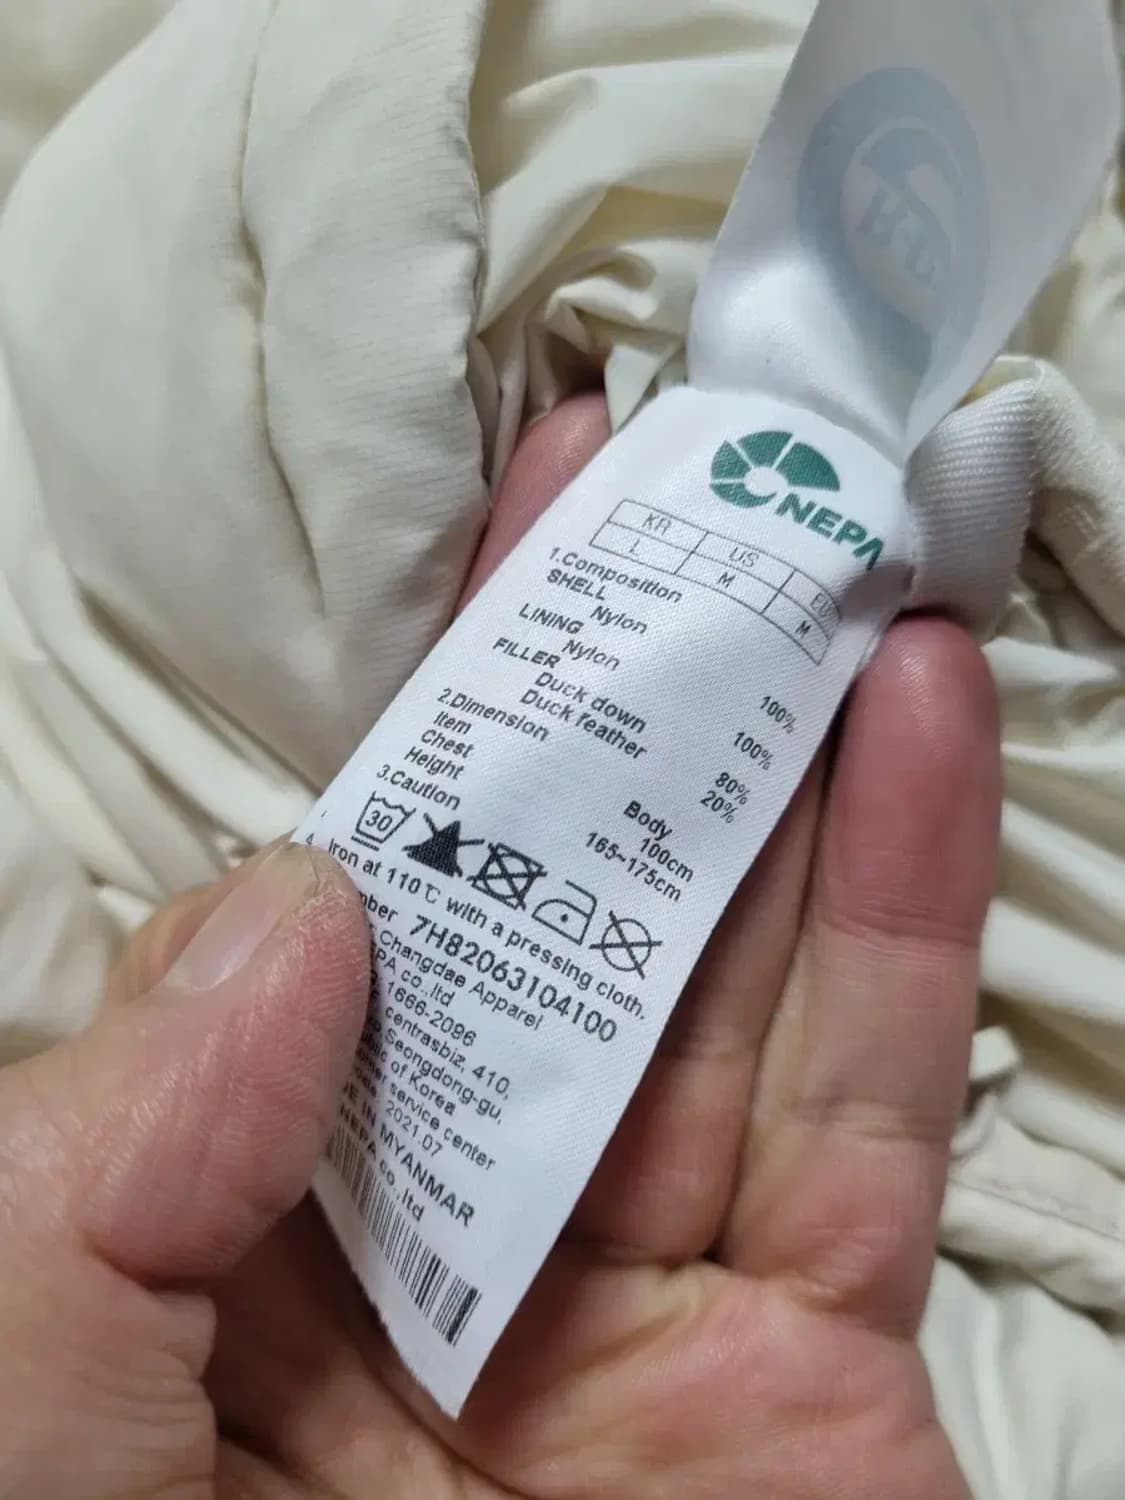 NEPA
KR US EU
L M M
1.Composition
SHELL
Nylon 100%
LINING
Nylon 100%
FILLER
Duck down 80%
Duck feather 20%
2.Dimension
Item Body
Chest 100cm
Height 165~175cm
3.Caution
30
Iron at 110℃ with a pressing cloth.
7H82063104100
Changdae Apparel
co.,ltd
1666-2096
centrasbiz, 410,
Seongdong-gu,
of Korea
service center
2021.07
IN MYANMAR
NEPA co.,ltd